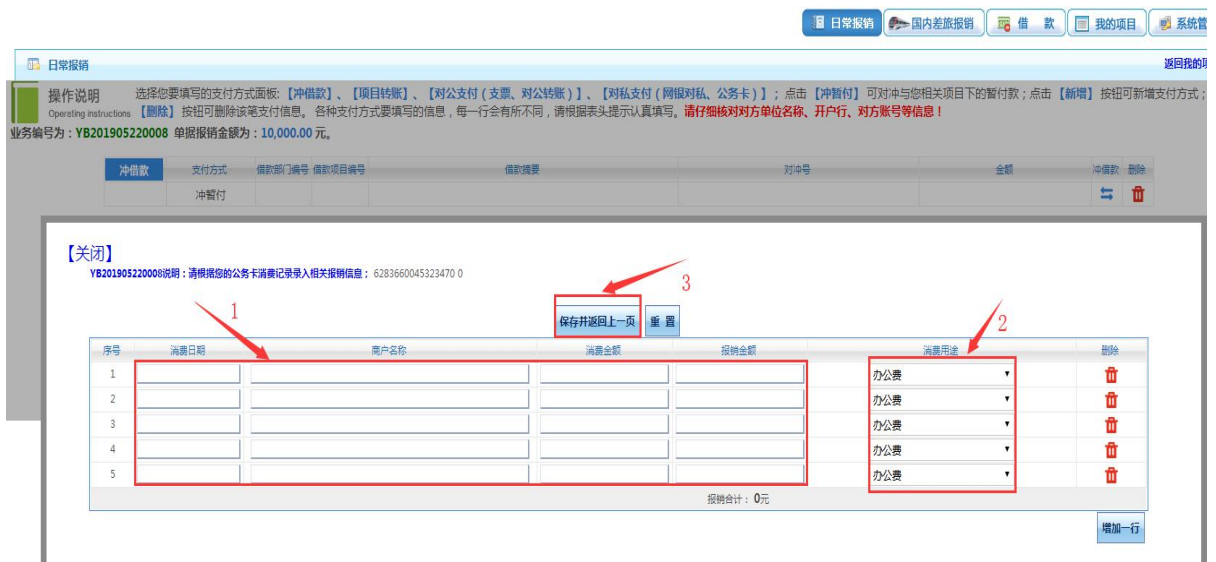 日常报销 国内差旅报销 借 款 我的项目 系统管
日常报销 返回我的项
操作说明 选择您要填写的支付方式面板:【冲借款】、【项目转账】、【对公支付(支票、对公转账)】、【对私支付(网银对私、公务卡)】;点击【冲暂付】可对冲与您相关项目下的暂付款;点击【新增】按钮可新增支付方式;
Operating instructions 【删除】按钮可删除该笔支付信息。各种支付方式要填写的信息,每一行会有所不同,请根据表头提示认真填写。请仔细核对对方单位名称、开户行、对方账号等信息!
业务编号为:YB201905220008 单据报销金额为:10,000.00 元。
冲借款 支付方式 借款部门编号 借款项目编号 借款摘要 对冲号 金额 冲借款 删除
冲暂付
【关闭】
YB201905220008说明:请根据您的公务卡消费记录录入相关报销信息; 6283660045323470 0
3
1
保存并返回上一页 重 置
2
序号 消费日期 商户名称 消费金额 报销金额 消费用途 删除
1 办公费
2 办公费
3 办公费
4 办公费
5 办公费
报销合计: 0元
增加一行